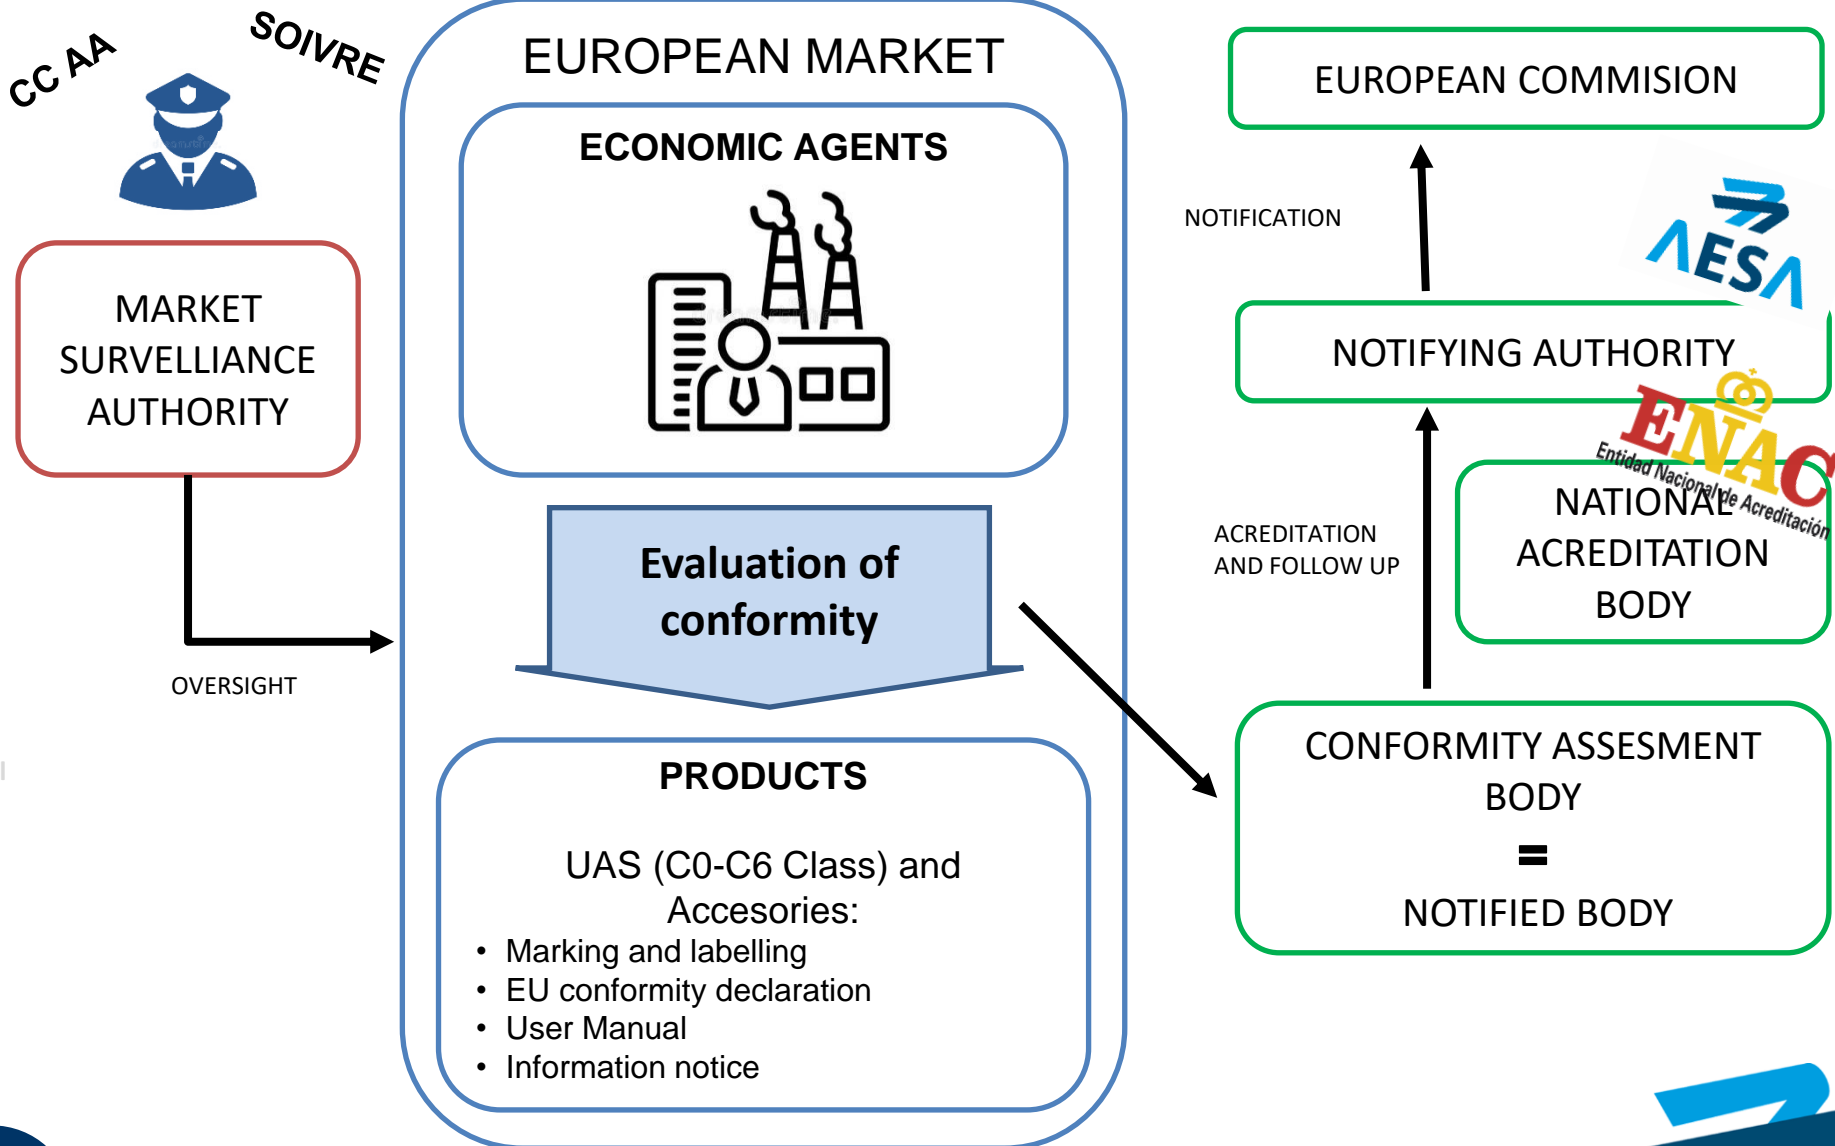 CC AA
SOIVRE
MARKET
SURVELLIANCE
AUTHORITY
OVERSIGHT
EUROPEAN MARKET
ECONOMIC AGENTS
Evaluation of
conformity
PRODUCTS
UAS (C0-C6 Class) and
Accesories:
• Marking and labelling
• EU conformity declaration
• User Manual
• Information notice
EUROPEAN COMMISION
NOTIFICATION
AESA
NOTIFYING AUTHORITY
ENAC
Entidad Nacional de Acreditación
ACREDITATION
AND FOLLOW UP
NATIONAL
ACREDITATION
BODY
CONFORMITY ASSESMENT
BODY
=
NOTIFIED BODY